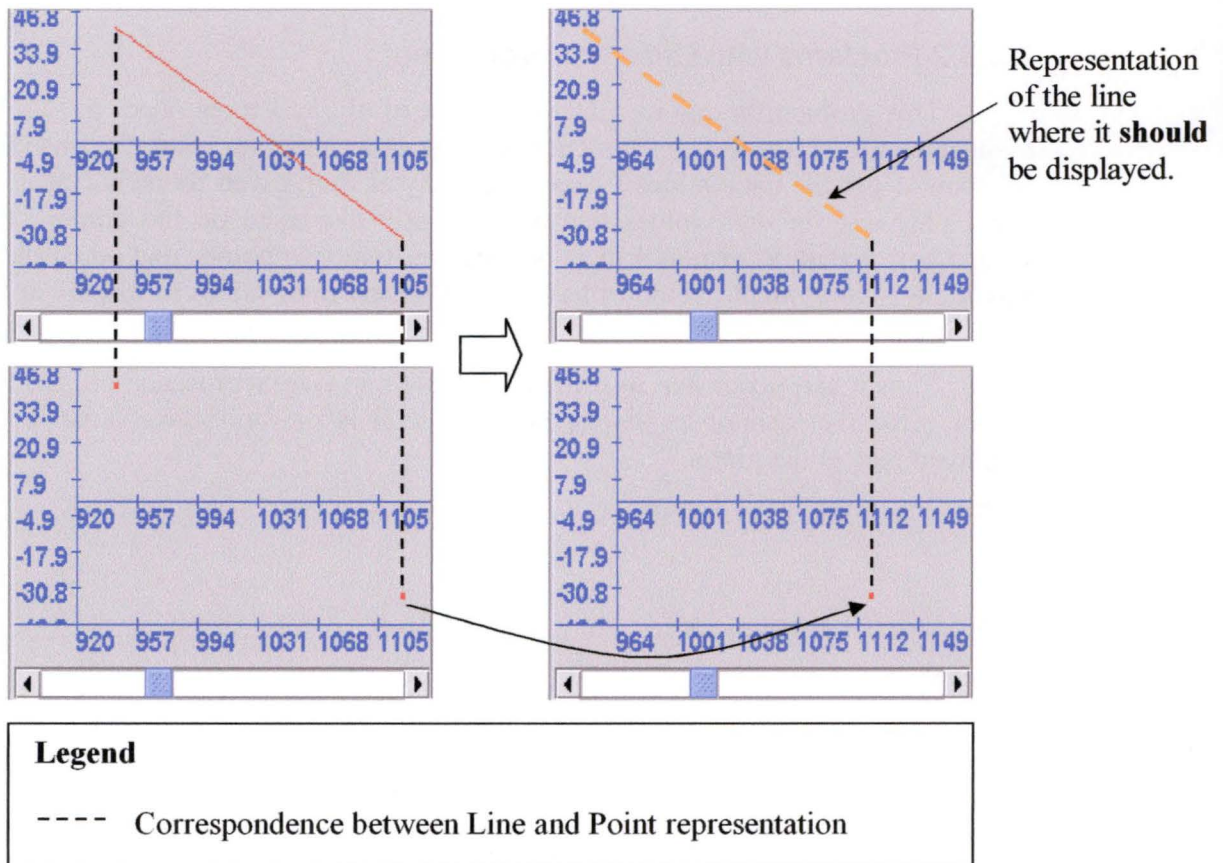 46.8
33.9
20.9
7.9
-4.9
-17.9
-30.8
920 957 994 1031 1068 1105
920 957 994 1031 1068 1105
46.8
33.9
20.9
7.9
-4.9
-17.9
-30.8
964 1001 1038 1075 1112 1149
964 1001 1038 1075 1112 1149
Representation
of the line
where it should
be displayed.
46.8
33.9
20.9
7.9
-4.9
-17.9
-30.8
920 957 994 1031 1068 1105
920 957 994 1031 1068 1105
46.8
33.9
20.9
7.9
-4.9
-17.9
-30.8
964 1001 1038 1075 1112 1149
964 1001 1038 1075 1112 1149
Legend
Correspondence between Line and Point representation